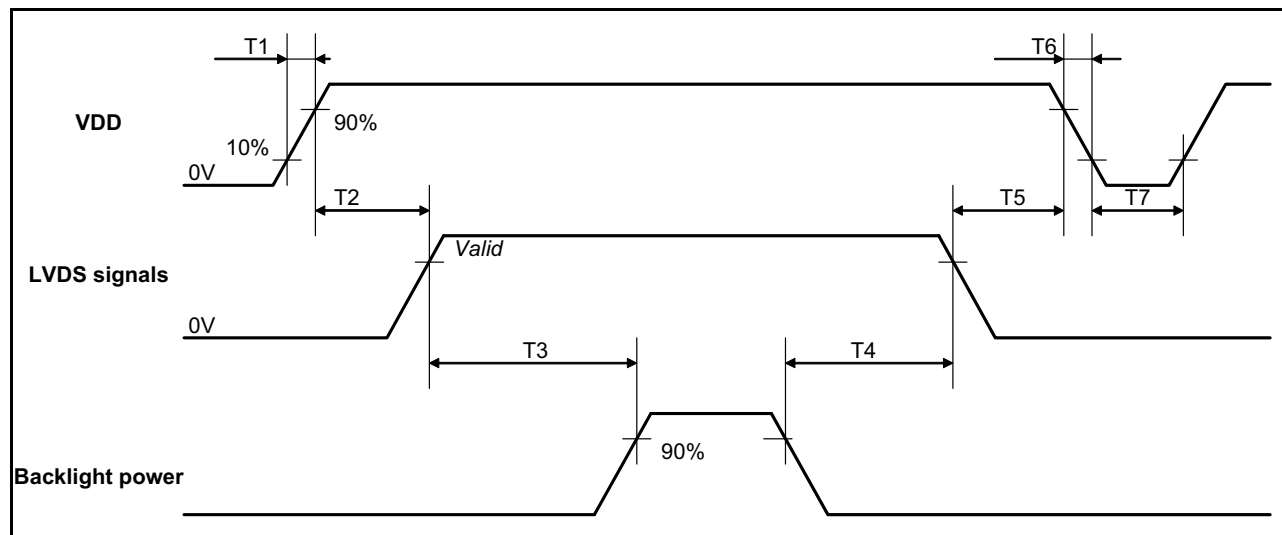 T1
T6
VDD
90%
10%
0V
T2
T5
T7
Valid
LVDS signals
0V
T3
T4
90%
Backlight power